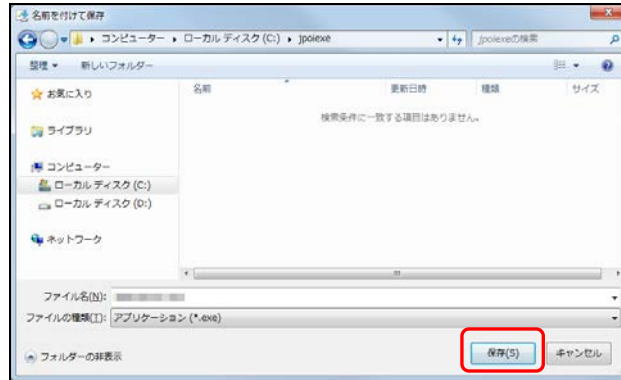 名前を付けて保存
コンピューター ▸ ローカル ディスク (C:) ▸ jpoiexe
jpoiexeの検索
整理 新しいフォルダー
名前 更新日時 種類 サイズ
検索条件に一致する項目はありません。
お気に入り
ライブラリ
コンピューター
ローカル ディスク (C:)
ローカル ディスク (D:)
ネットワーク
ファイル名(N):
ファイルの種類(T): アプリケーション (*.exe)
フォルダーの非表示
保存(S) キャンセル